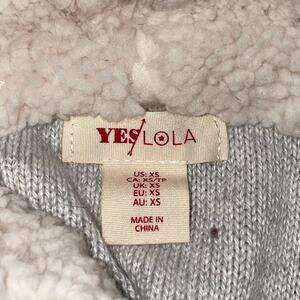 YES/LOLA
US: XS
CA: XS/TP
UK: XS
EU: XS
AU: XS
MADE IN
CHINA